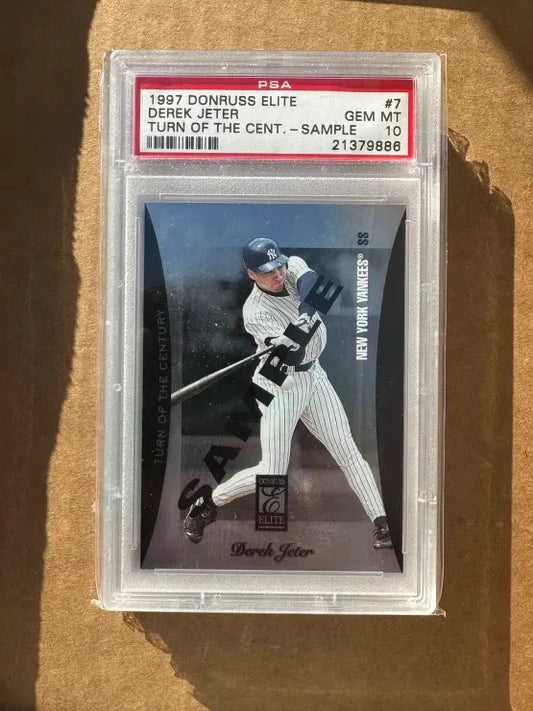 PSA
1997 DONRUSS ELITE #7
DEREK JETER GEM MT
TURN OF THE CENT. - SAMPLE 10
21379886
TURN OF THE CENTURY
NEW YORK YANKEES® SS
SAMPLE
NY
DONRUSS
E
ELITE
Derek Jeter